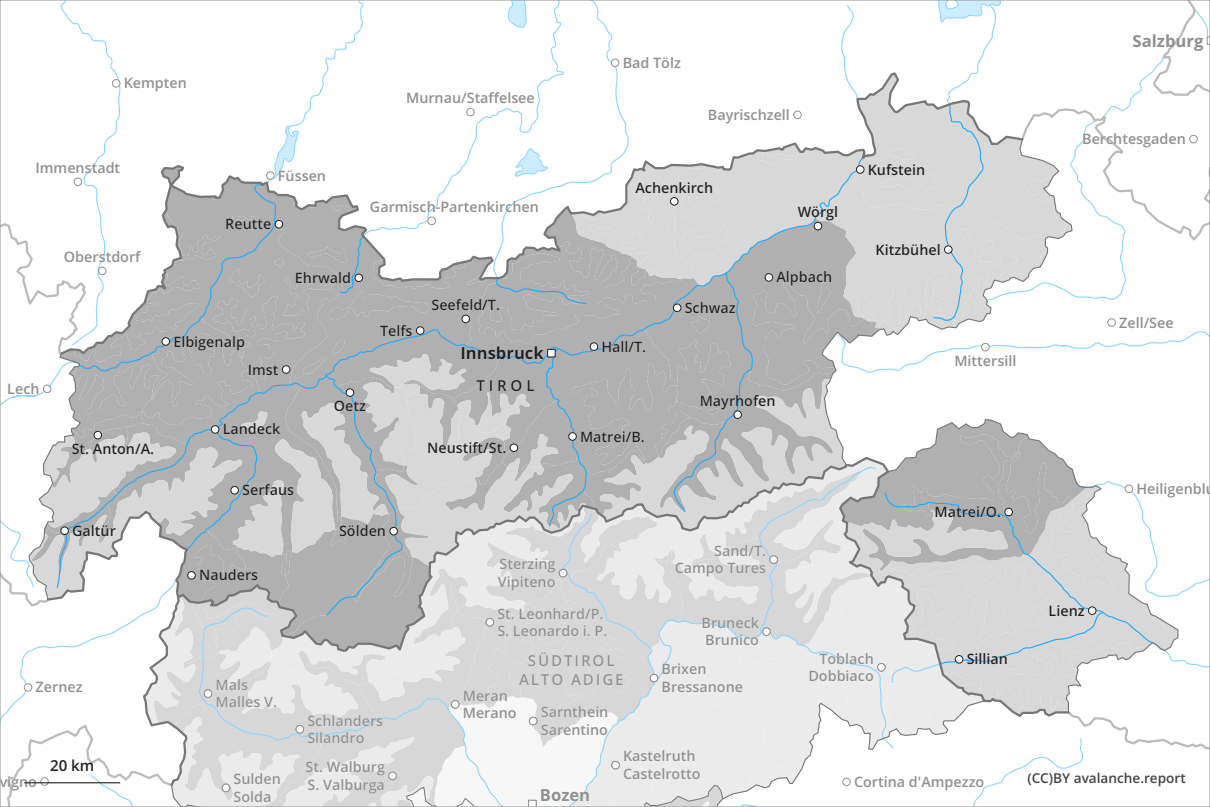 Salzburg
Kempten
Bad Tölz
Murnau/Staffelsee
Bayrischzell
Berchtesgaden
Immenstadt
Füssen
Kufstein
Achenkirch
Garmisch-Partenkirchen
Wörgl
Reutte
Oberstdorf
Kitzbühel
Ehrwald
Alpbach
Seefeld/T.
Schwaz
Telfs
Zell/See
Elbigenalp
Innsbruck
Hall/T.
Mittersill
Imst
TIROL
Lech
Oetz
Mayrhofen
Landeck
Matrei/B.
St. Anton/A.
Neustift/St.
Serfaus
Heiligenblu
Matrei/O.
Galtür
Sölden
Sand/T.
Campo Tures
Sterzing
Vipiteno
Nauders
Lienz
St. Leonhard/P.
S. Leonardo i. P.
Bruneck
Brunico
SÜDTIROL
ALTO ADIGE
Toblach
Dobbiaco
Sillian
Brixen
Bressanone
Zernez
Mals
Malles V.
Meran
Merano
Sarnthein
Sarentino
Schlanders
Silandro
Kastelruth
Castelrotto
20 km
St. Walburg
S. Valburga
vigno
Sulden
Solda
Cortina d'Ampezzo
(CC)BY avalanche.report
Bozen